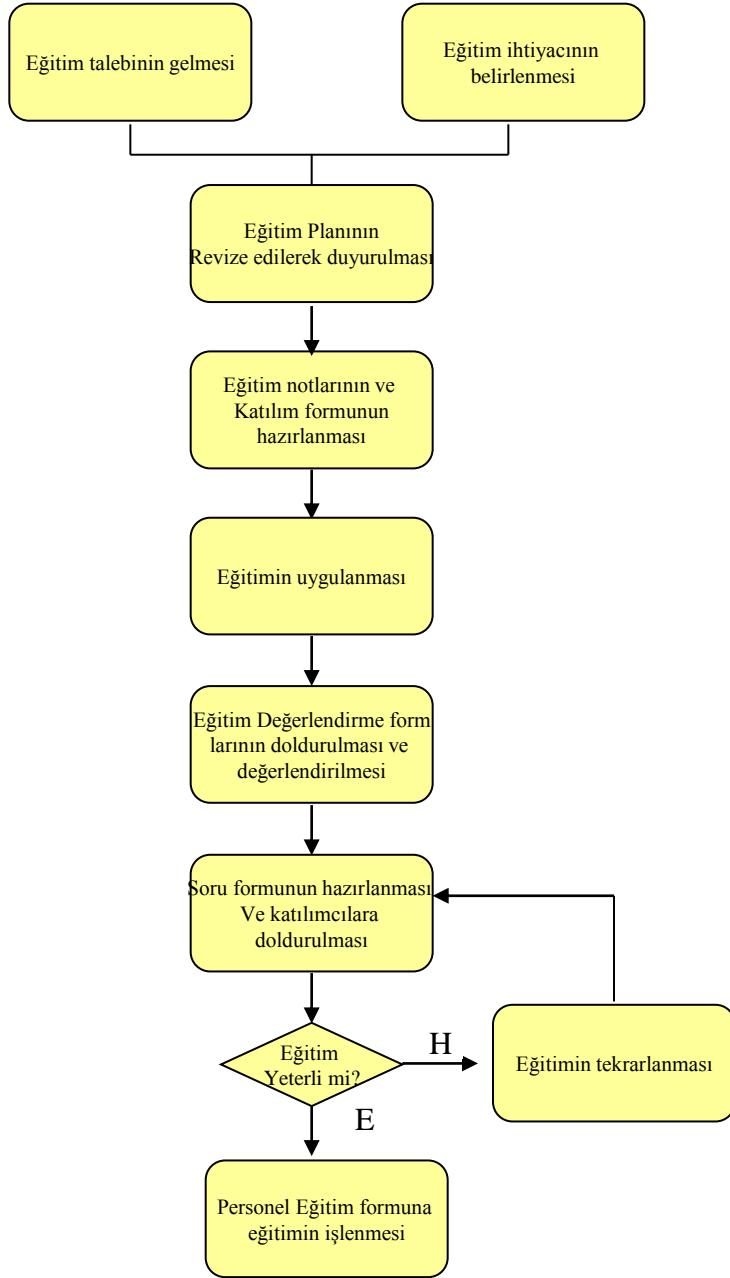 Eğitim talebinin gelmesi
Eğitim ihtiyacının
belirlenmesi
Eğitim Planının
Revize edilerek duyurulması
Eğitim notlarının ve
Katılım formunun
hazırlanması
Eğitimin uygulanması
Eğitim Değerlendirme form
larının doldurulması ve
değerlendirilmesi
Soru formunun hazırlanması
Ve katılımcılara
doldurulması
Eğitim
Yeterli mi?
H
Eğitimin tekrarlanması
E
Personel Eğitim formuna
eğitimin işlenmesi